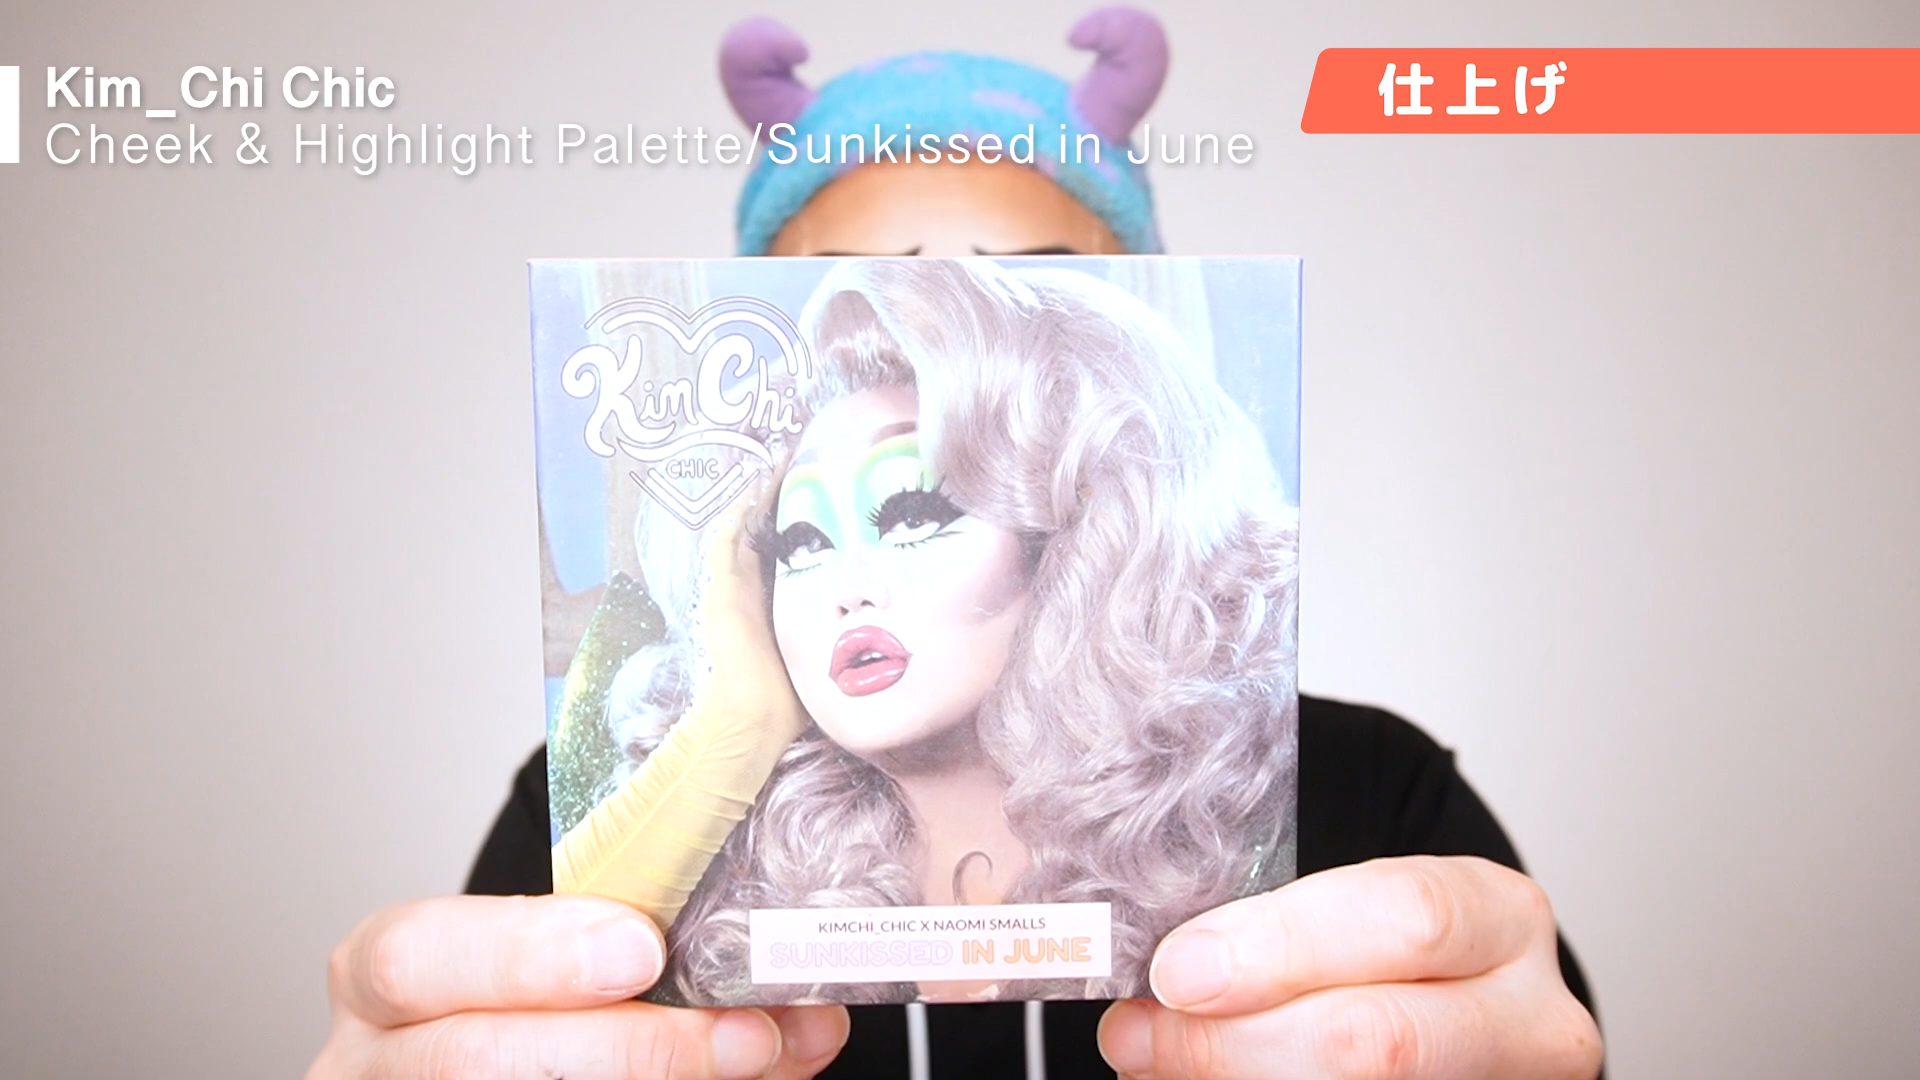 Kim_Chi Chic
Cheek & Highlight Palette/Sunkissed in June
仕上げ
KimChi
CHIC
KIMCHI_CHIC X NAOMI SMALLS
SUNKISSED IN JUNE